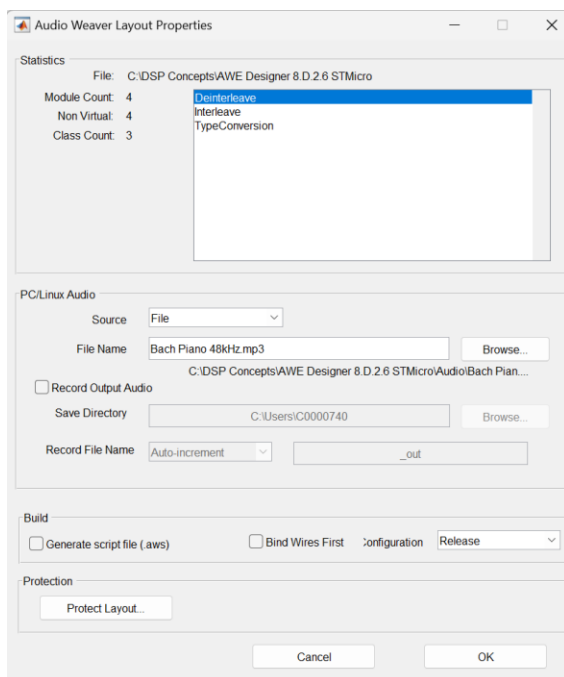 Audio Weaver Layout Properties
Statistics
File: C:\DSP Concepts\AWE Designer 8.D.2.6 STMicro
Module Count: 4
Non Virtual: 4
Class Count: 3
Deinterleave
Interleave
TypeConversion
PC/Linux Audio
Source File
File Name Bach Piano 48kHz.mp3 Browse...
C:\DSP Concepts\AWE Designer 8.D.2.6 STMicro\Audio\Bach Pian....
Record Output Audio
Save Directory C:\Users\C0000740 Browse...
Record File Name Auto-increment _out
Build
Generate script file (.aws) Bind Wires First :onfiguration Release
Protection
Protect Layout...
Cancel OK